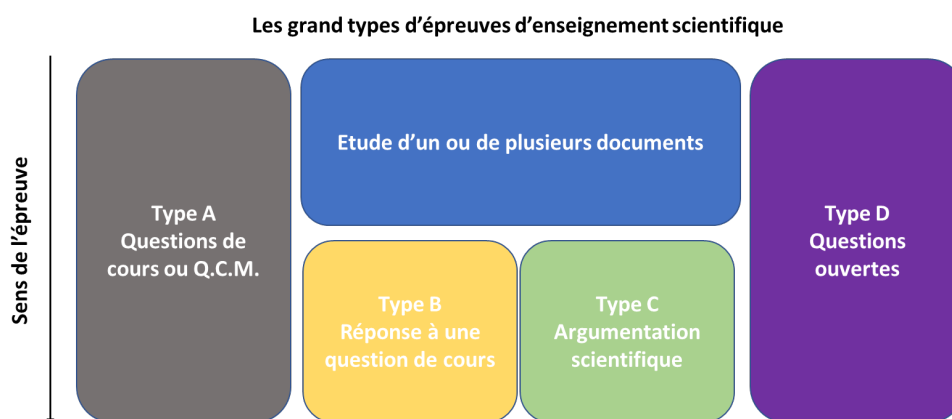 Les grand types d'épreuves d'enseignement scientifique
Sens de l'épreuve
Type A
Questions de
cours ou Q.C.M.
Etude d'un ou de plusieurs documents
Type B
Réponse à une
question de cours
Type C
Argumentation
scientifique
Type D
Questions
ouvertes